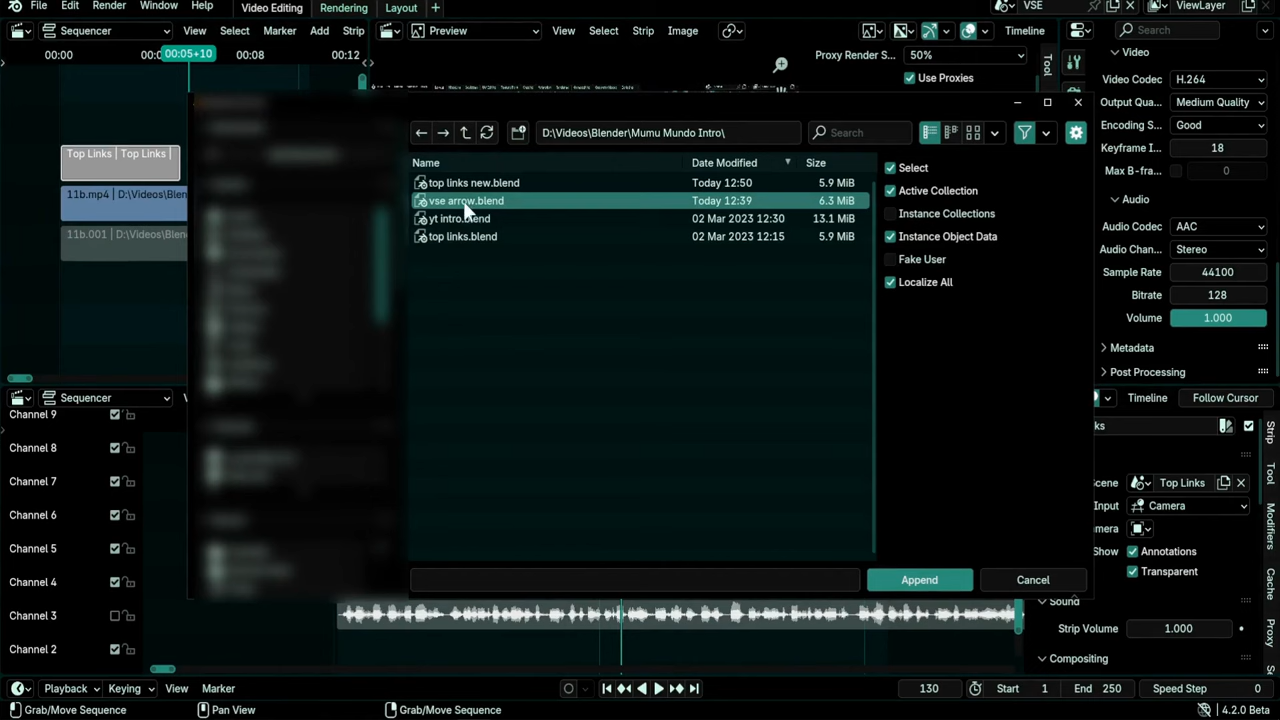 File Edit Render Window Help Video Editing Rendering Layout + VSE ViewLayer
Sequencer View Select Marker Add Strip Preview View Select Strip Image Timeline Search
00:00 00:05+10 00:08 00:12
Proxy Render S... 50%
Use Proxies
Tool
Video
Video Codec H.264
Output Qua... Medium Quality
Encoding S... Good
Keyframe I... 18
Max B-fra... 0
Audio
Audio Codec AAC
Audio Chan... Stereo
Sample Rate 44100
Bitrate 128
Volume 1.000
Metadata
Post Processing
Top Links | Top Links |
11b.mp4 | D:\Videos\Blen
11b.001 | D:\Videos\Blen
D:\Videos\Blender\Mumu Mundo Intro\
Search
Name Date Modified Size
top links new.blend Today 12:50 5.9 MiB
vse arrow.blend Today 12:39 6.3 MiB
yt intro.blend 02 Mar 2023 12:30 13.1 MiB
top links.blend 02 Mar 2023 12:15 5.9 MiB
Select
Active Collection
Instance Collections
Instance Object Data
Fake User
Localize All
Append Cancel
Sequencer
Channel 9
Channel 8
Channel 7
Channel 6
Channel 5
Channel 4
Channel 3
Channel 2
Timeline Follow Cursor
ks
cene Top Links
Input Camera
mera
Show Annotations
Transparent
Sound
Strip Volume 1.000
Compositing
Strip
Tool
Modifiers
Cache
Proxy
Playback Keying View Marker 130 Start 1 End 250 Speed Step 0
Grab/Move Sequence Pan View Grab/Move Sequence 4.2.0 Beta